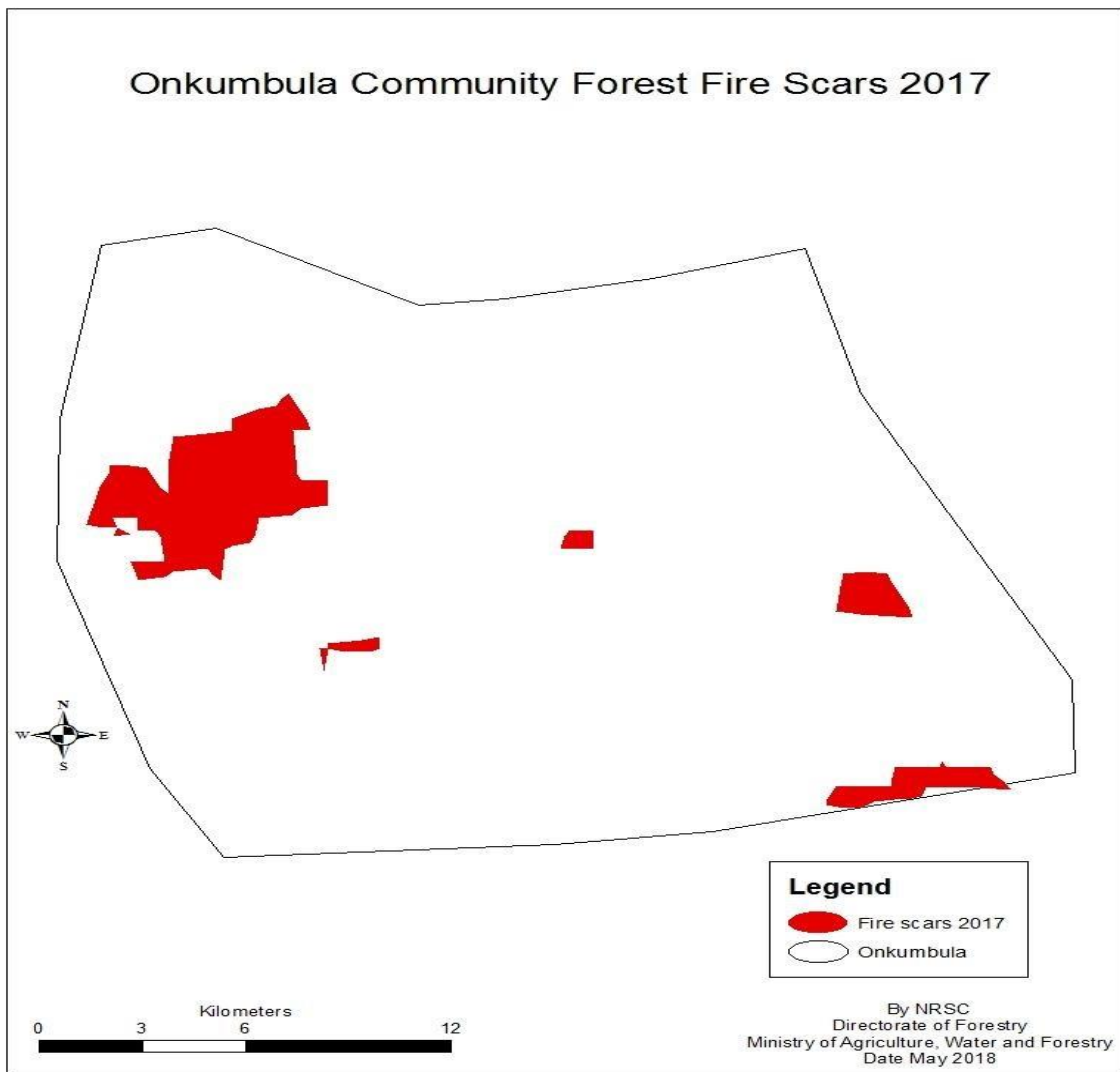 Onkumbula Community Forest Fire Scars 2017
N
W E
S
Legend
Fire scars 2017
Onkumbula
Kilometers
0 3 6 12
By NRSC
Directorate of Forestry
Ministry of Agriculture, Water and Forestry
Date May 2018